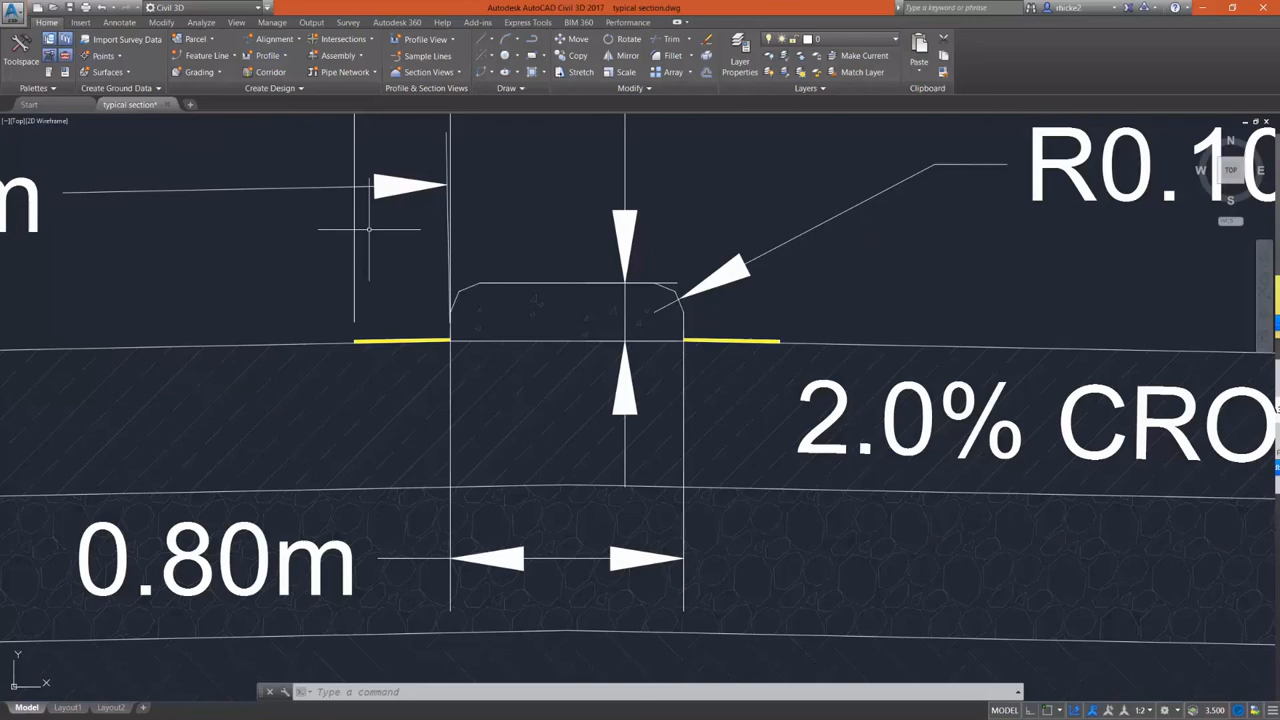 Civil 3D
Autodesk AutoCAD Civil 3D 2017 typical section.dwg
Type a keyword or phrase
rhicke2
Home Insert Annotate Modify Analyze View Manage Output Survey Autodesk 360 Help Add-ins Express Tools BIM 360 Performance
Toolspace
Palettes
Import Survey Data
Points
Surfaces
Create Ground Data
Parcel
Feature Line
Grading
Alignment
Profile
Corridor
Intersections
Assembly
Pipe Network
Create Design
Profile View
Sample Lines
Section Views
Profile & Section Views
Draw
Move
Copy
Stretch
Rotate
Mirror
Scale
Trim
Fillet
Array
Modify
Layer
Properties
0
Make Current
Match Layer
Layers
Paste
Clipboard
Start
typical section*
[−][Top][2D Wireframe]
N
W TOP E
S
WCS
m
R0.10
2.0% CRO
0.80m
Y
X
Type a command
Model Layout1 Layout2
MODEL
1:2
3.500